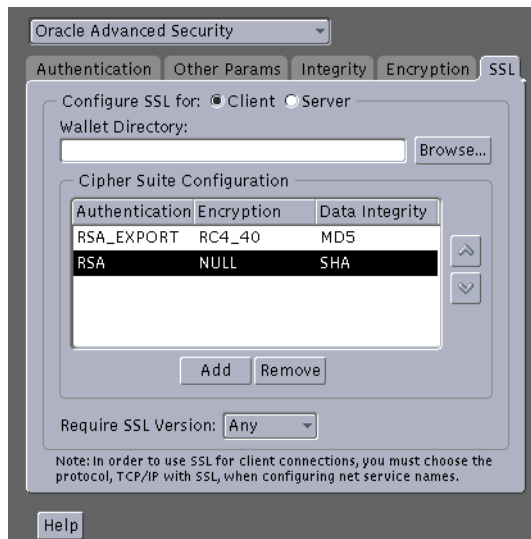 Oracle Advanced Security
Authentication Other Params Integrity Encryption SSL
Configure SSL for: Client Server
Wallet Directory:
Browse...
Cipher Suite Configuration
Authentication Encryption Data Integrity
RSA_EXPORT RC4_40 MD5
RSA NULL SHA
Add Remove
Require SSL Version: Any
Note: In order to use SSL for client connections, you must choose the
protocol, TCP/IP with SSL, when configuring net service names.
Help